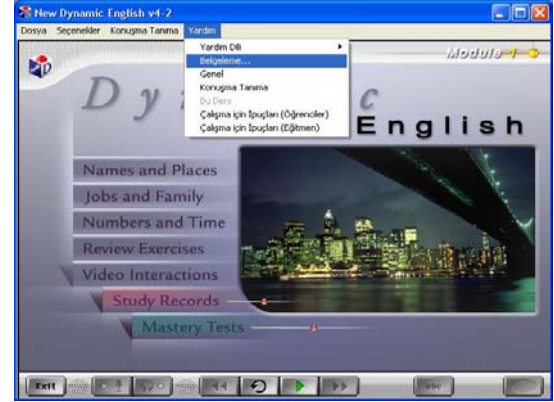 New Dynamic English v4-2
Dosya Seçenekler Konuşma Tanıma Yardım
Yardım Dili
Belgeleme...
Genel
Konuşma Tanıma
Bu Ders
Çalışma için İpuçları (Öğrenciler)
Çalışma için İpuçları (Eğitmen)
Module 1
D y c
English
Names and Places
Jobs and Family
Numbers and Time
Review Exercises
Video Interactions
Study Records
Mastery Tests
Exit abc